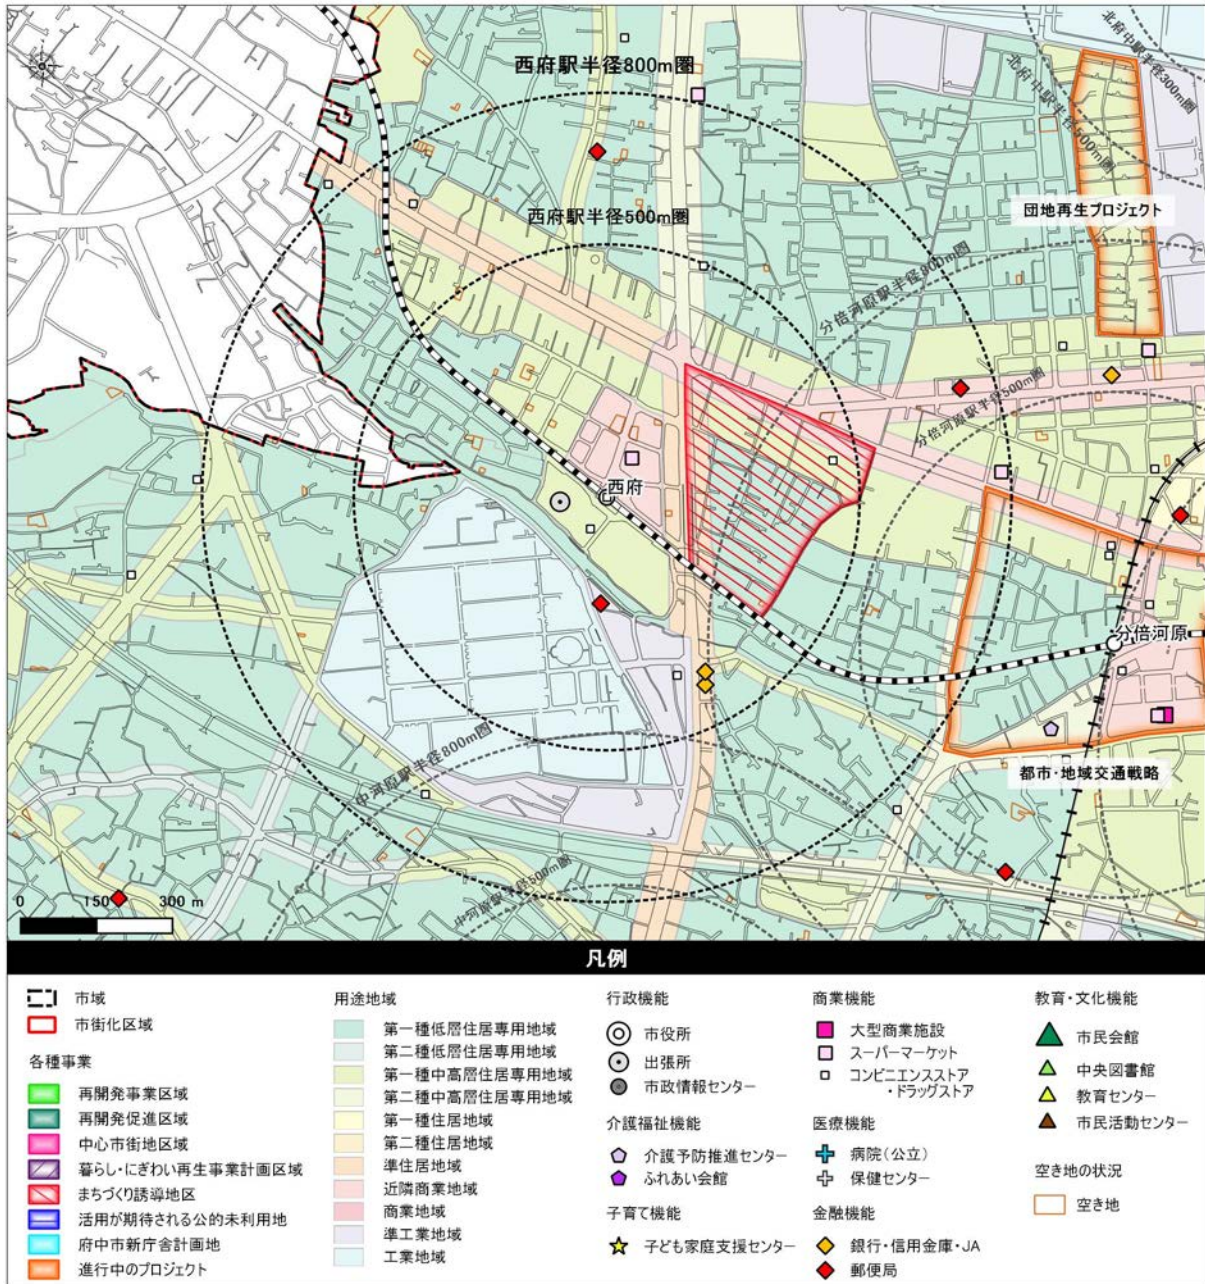 西府駅半径800m圏
北府中駅半径300m圏
北府中駅半径500m圏
団地再生プロジェクト
西府駅半径500m圏
分倍河原駅半径800m圏
分倍河原駅半径500m圏
西府
分倍河原
中河原駅半径800m圏
都市・地域交通戦略
中河原駅半径500m圏
0 150 300 m
凡例
市域
市街化区域
各種事業
再開発事業区域
再開発促進区域
中心市街地区域
暮らし・にぎわい再生事業計画区域
まちづくり誘導地区
活用が期待される公的未利用地
府中市新庁舎計画地
進行中のプロジェクト
用途地域
第一種低層住居専用地域
第二種低層住居専用地域
第一種中高層住居専用地域
第二種中高層住居専用地域
第一種住居地域
第二種住居地域
準住居地域
近隣商業地域
商業地域
準工業地域
工業地域
行政機能
市役所
出張所
市政情報センター
介護福祉機能
介護予防推進センター
ふれあい会館
子育て機能
子ども家庭支援センター
商業機能
大型商業施設
スーパーマーケット
コンビニエンスストア
・ドラッグストア
医療機能
病院(公立)
保健センター
金融機能
銀行・信用金庫・JA
郵便局
教育・文化機能
市民会館
中央図書館
教育センター
市民活動センター
空き地の状況
空き地